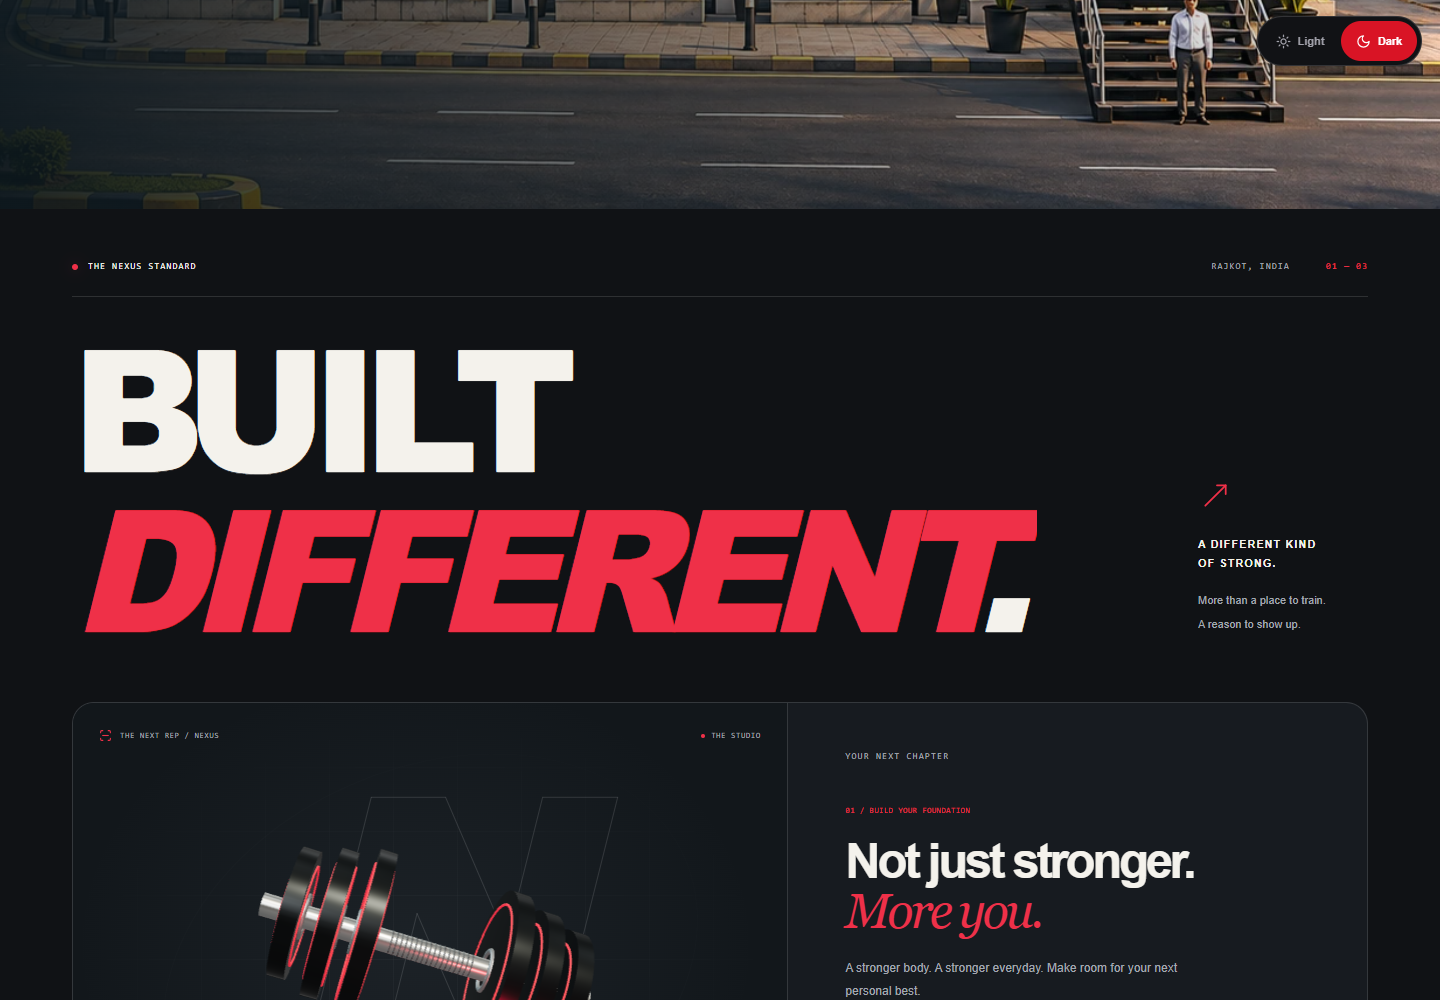 Light
Dark
THE NEXUS STANDARD
RAJKOT, INDIA
01 — 03
BUILT
DIFFERENT.
A DIFFERENT KIND
OF STRONG.
More than a place to train.
A reason to show up.
THE NEXT REP / NEXUS
THE STUDIO
YOUR NEXT CHAPTER
01 / BUILD YOUR FOUNDATION
Not just stronger.
More you.
A stronger body. A stronger everyday. Make room for your next
personal best.